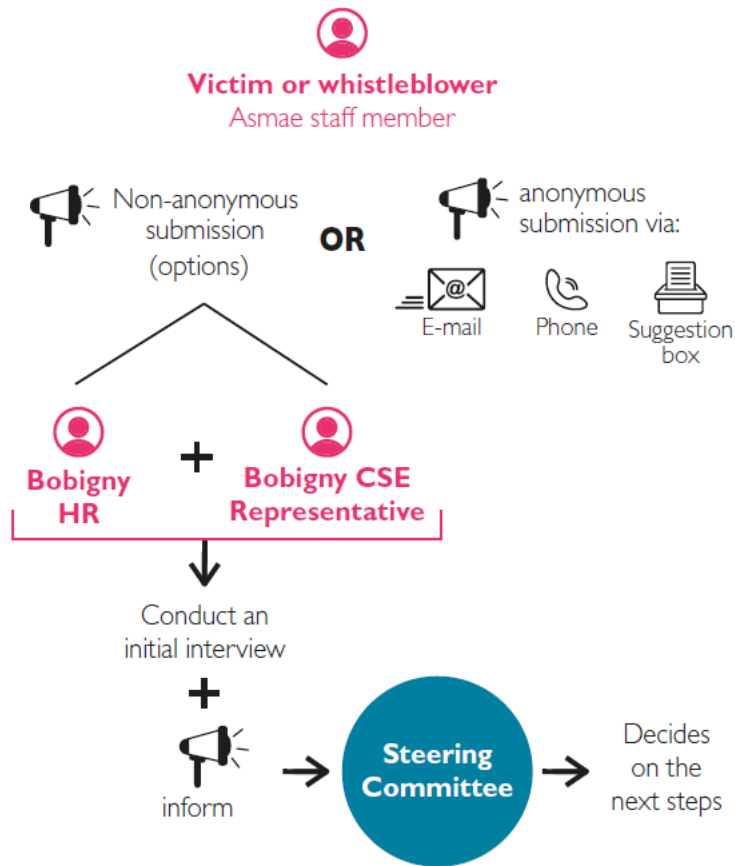 Victim or whistleblower
Asmae staff member
Non-anonymous
submission
(options)
OR
anonymous
submission via:
@
E-mail
Phone
Suggestion
box
+
Bobigny
HR
Bobigny CSE
Representative
Conduct an
initial interview
+
inform
Steering
Committee
Decides
on the
next steps